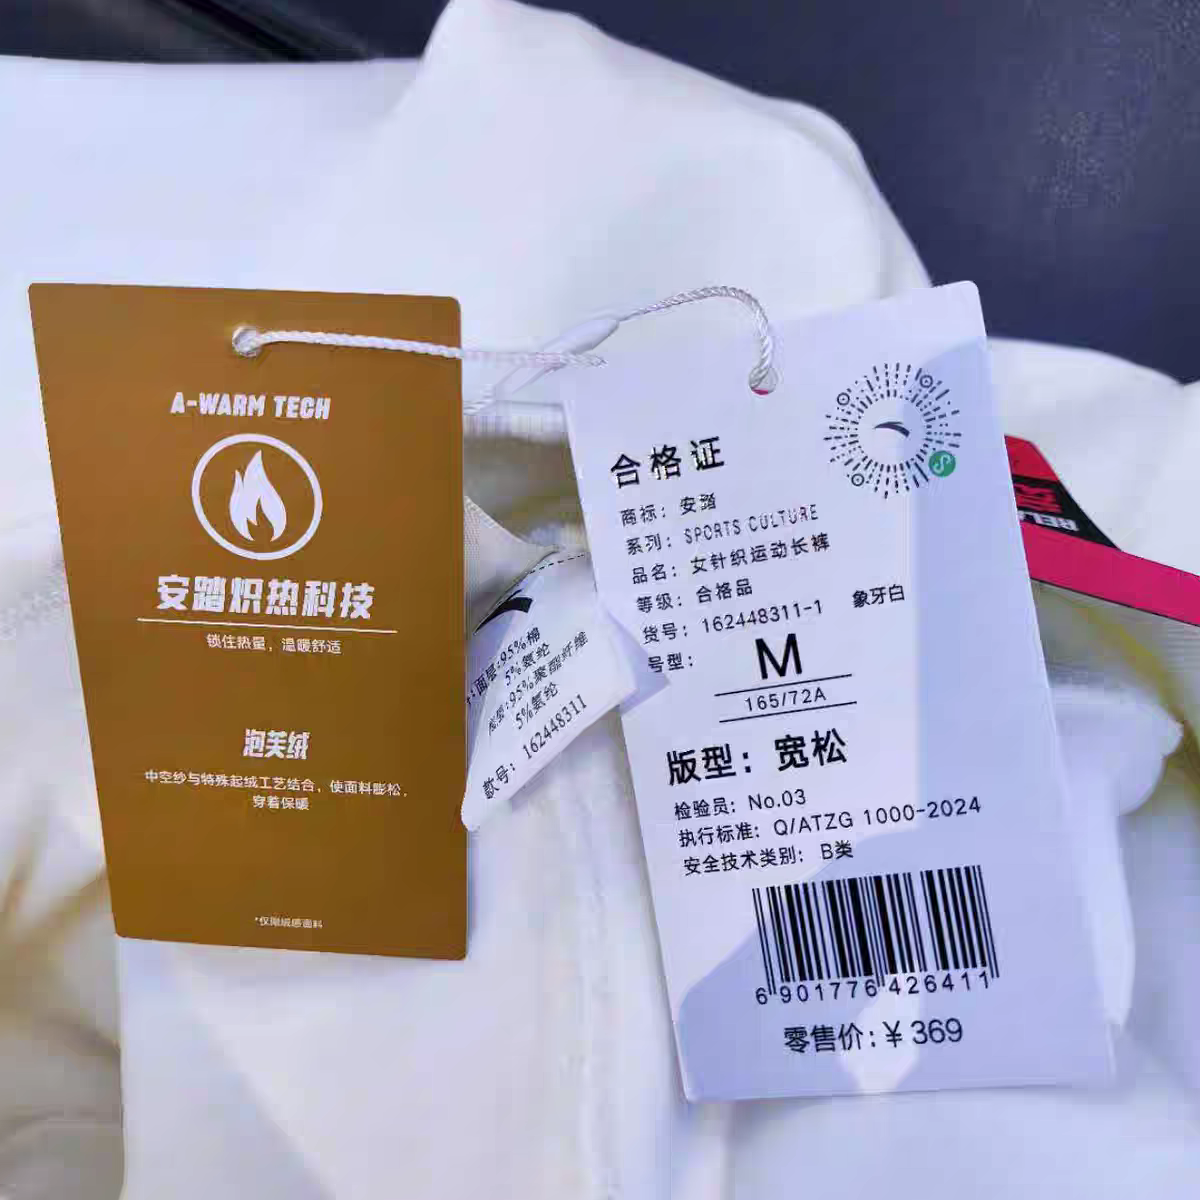 A-WARM TECH
安踏炽热科技
锁住热量，温暖舒适
泡芙绒
中空纱与特殊起绒工艺结合，使面料膨松，
穿着保暖
*仅限绒感面料
面层:95%棉
5%氨纶
95%聚酯纤维
5%氨纶
款号：162448311
合格证
商标：安踏
系列：SPORTS CULTURE
品名：女针织运动长裤
等级：合格品
货号：162448311-1 象牙白
号型：
M
165/72A
版型：宽松
检验员：No.03
执行标准：Q/ATZG 1000-2024
安全技术类别：B类
6 901776 426411
零售价:¥369
RELA